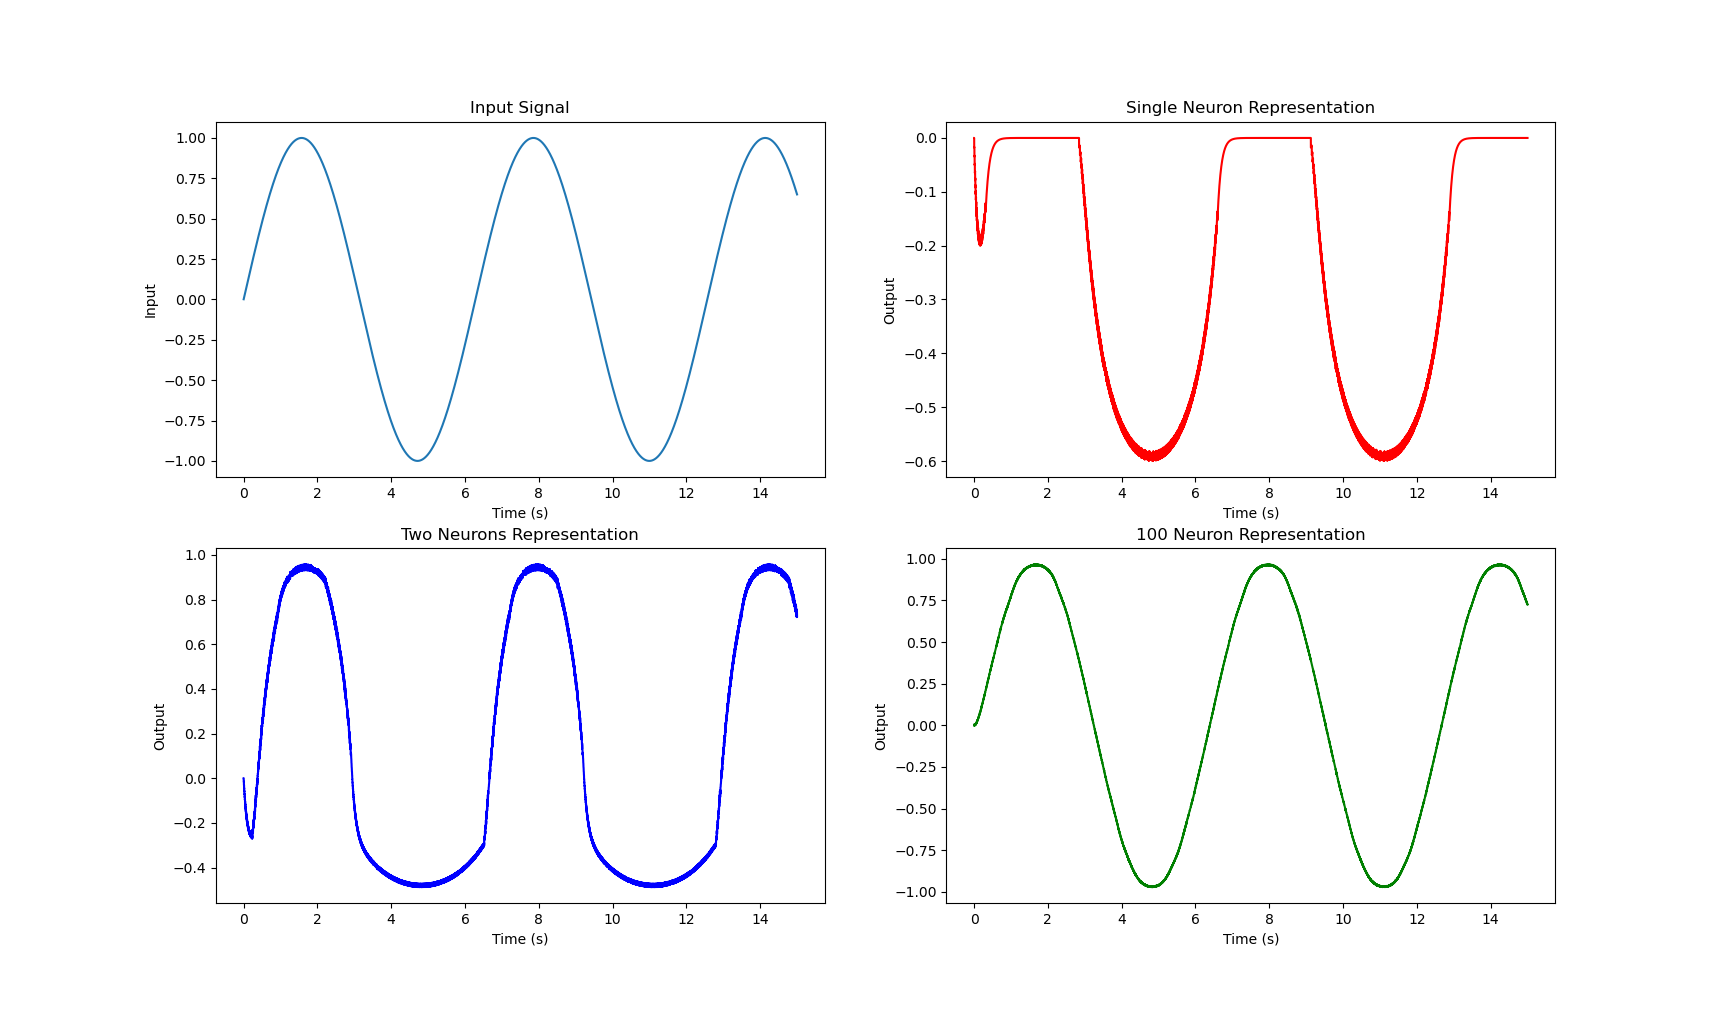 Input Signal
1.00
0.75
0.50
0.25
0.00
−0.25
−0.50
−0.75
−1.00
Input
0 2 4 6 8 10 12 14
Time (s)
Single Neuron Representation
0.0
−0.1
−0.2
−0.3
−0.4
−0.5
−0.6
Output
0 2 4 6 8 10 12 14
Time (s)
Two Neurons Representation
1.0
0.8
0.6
0.4
0.2
0.0
−0.2
−0.4
Output
0 2 4 6 8 10 12 14
Time (s)
100 Neuron Representation
1.00
0.75
0.50
0.25
0.00
−0.25
−0.50
−0.75
−1.00
Output
0 2 4 6 8 10 12 14
Time (s)